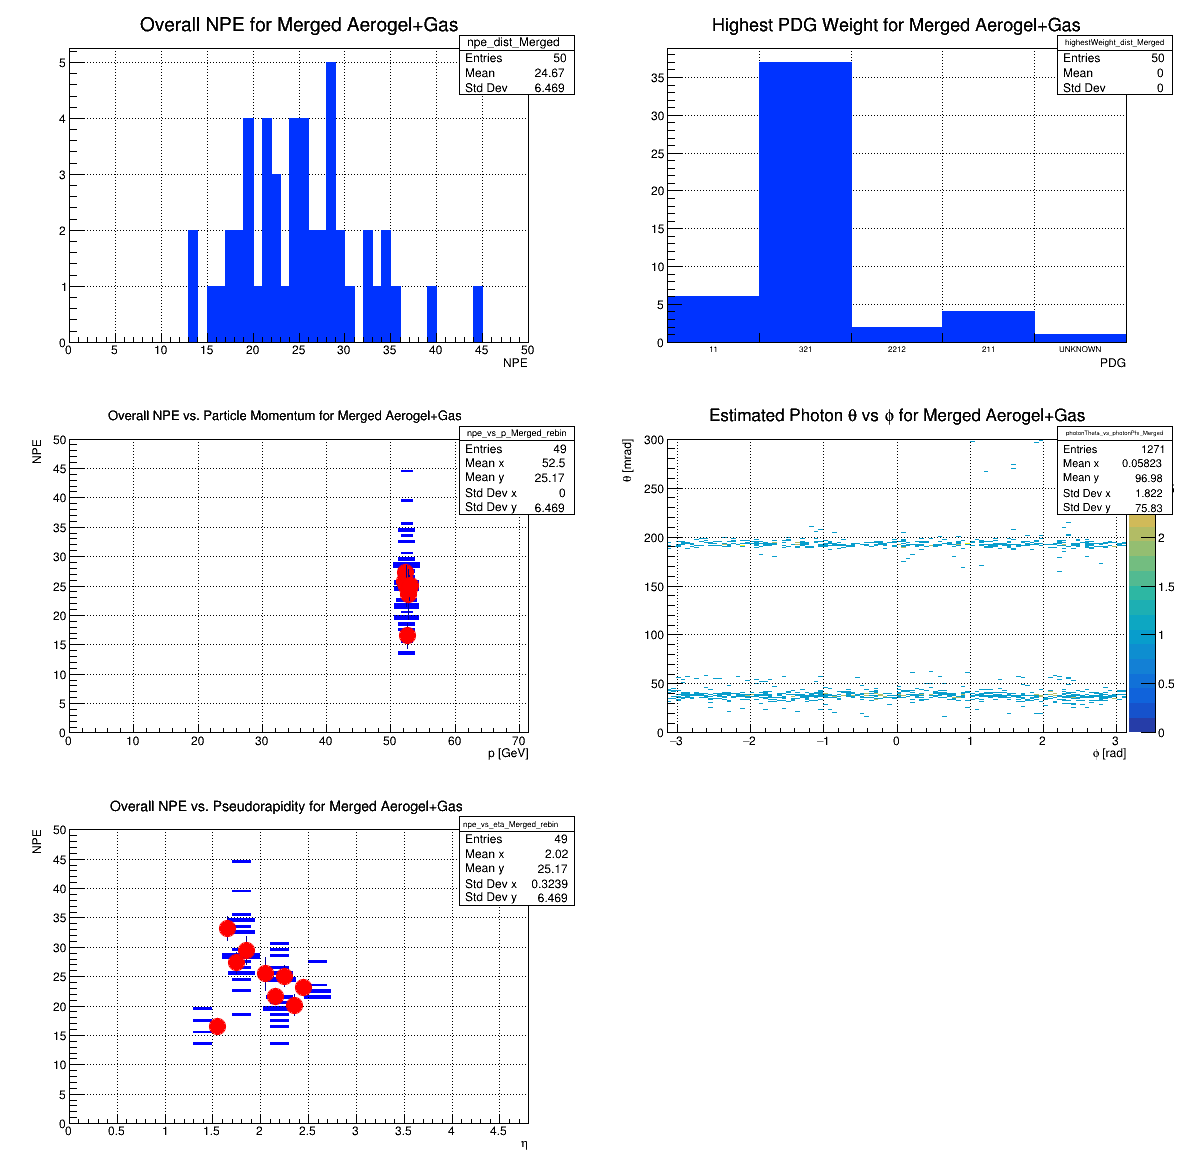 Overall NPE for Merged Aerogel+Gas
npe_dist_Merged
Entries 50
Mean 24.67
Std Dev 6.469
5
4
3
2
1
0
0 5 10 15 20 25 30 35 40 45 50
NPE
Highest PDG Weight for Merged Aerogel+Gas
highestWeight_dist_Merged
Entries 50
Mean 0
Std Dev 0
35
30
25
20
15
10
5
0
11 321 2212 211 UNKNOWN
PDG
Overall NPE vs. Particle Momentum for Merged Aerogel+Gas
npe_vs_p_Merged_rebin
Entries 49
Mean x 52.5
Mean y 25.17
Std Dev x 0
Std Dev y 6.469
NPE
50
45
40
35
30
25
20
15
10
5
0
0 10 20 30 40 50 60 70
p [GeV]
Estimated Photon θ vs ϕ for Merged Aerogel+Gas
photonTheta_vs_photonPhi_Merged
Entries 1271
Mean x 0.05823
Mean y 96.98
Std Dev x 1.822
Std Dev y 75.83
θ [mrad]
300
250
200
150
100
50
0
−3 −2 −1 0 1 2 3
ϕ [rad]
2
1.5
1
0.5
0
Overall NPE vs. Pseudorapidity for Merged Aerogel+Gas
npe_vs_eta_Merged_rebin
Entries 49
Mean x 2.02
Mean y 25.17
Std Dev x 0.3239
Std Dev y 6.469
NPE
50
45
40
35
30
25
20
15
10
5
0
0 0.5 1 1.5 2 2.5 3 3.5 4 4.5
η